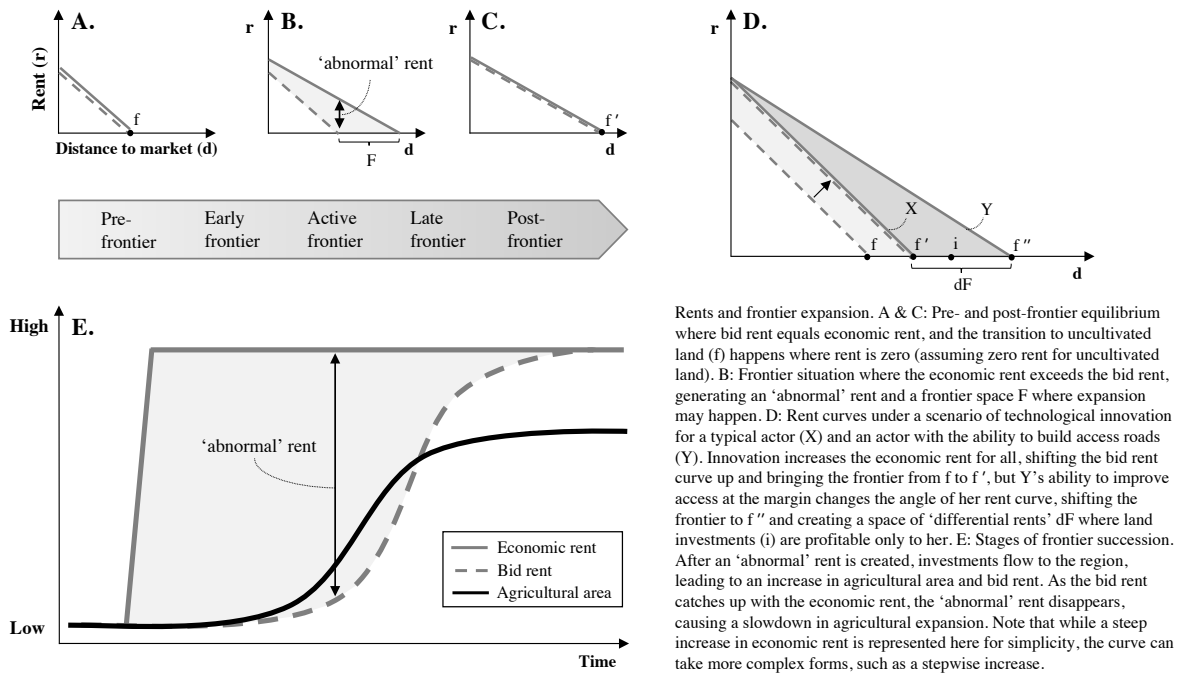 A.
Rent (r)
f
Distance to market (d)
B.
r
‘abnormal’ rent
d
F
C.
r
f ′
d
Pre-
frontier
Early
frontier
Active
frontier
Late
frontier
Post-
frontier
D.
r
X
Y
f
f ′
i
f ″
d
dF
E.
High
‘abnormal’ rent
Economic rent
Bid rent
Agricultural area
Low
Time
Rents and frontier expansion. A & C: Pre- and post-frontier equilibrium
where bid rent equals economic rent, and the transition to uncultivated
land (f) happens where rent is zero (assuming zero rent for uncultivated
land). B: Frontier situation where the economic rent exceeds the bid rent,
generating an ‘abnormal’ rent and a frontier space F where expansion
may happen. D: Rent curves under a scenario of technological innovation
for a typical actor (X) and an actor with the ability to build access roads
(Y). Innovation increases the economic rent for all, shifting the bid rent
curve up and bringing the frontier from f to f ′, but Y’s ability to improve
access at the margin changes the angle of her rent curve, shifting the
frontier to f ″ and creating a space of ‘differential rents’ dF where land
investments (i) are profitable only to her. E: Stages of frontier succession.
After an ‘abnormal’ rent is created, investments flow to the region,
leading to an increase in agricultural area and bid rent. As the bid rent
catches up with the economic rent, the ‘abnormal’ rent disappears,
causing a slowdown in agricultural expansion. Note that while a steep
increase in economic rent is represented here for simplicity, the curve can
take more complex forms, such as a stepwise increase.